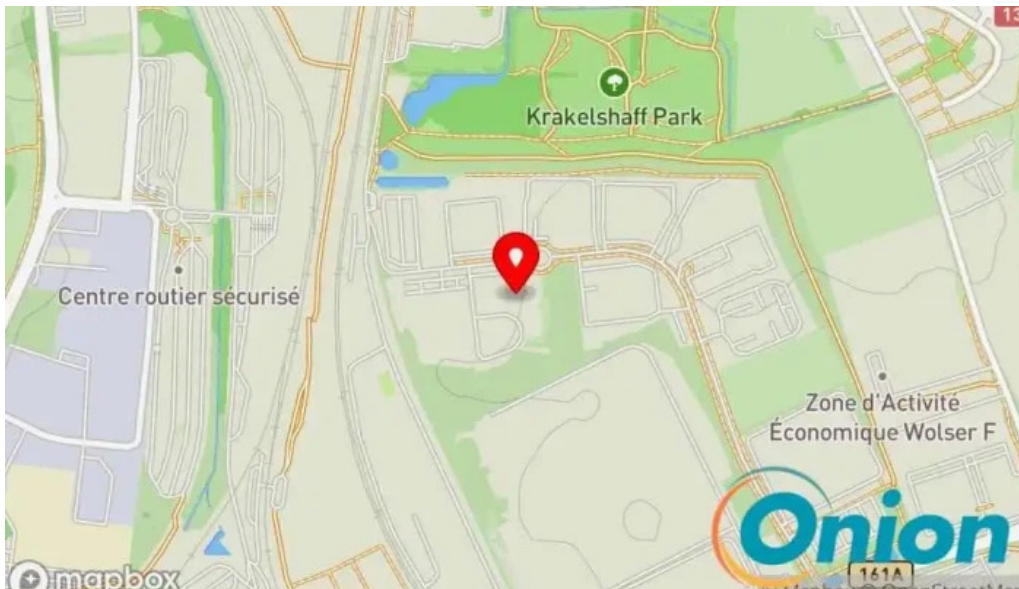 13
Krakelshaff Park
Centre routier sécurisé
Zone d'Activité
Économique Wolser F
Onion
161A
mapbox